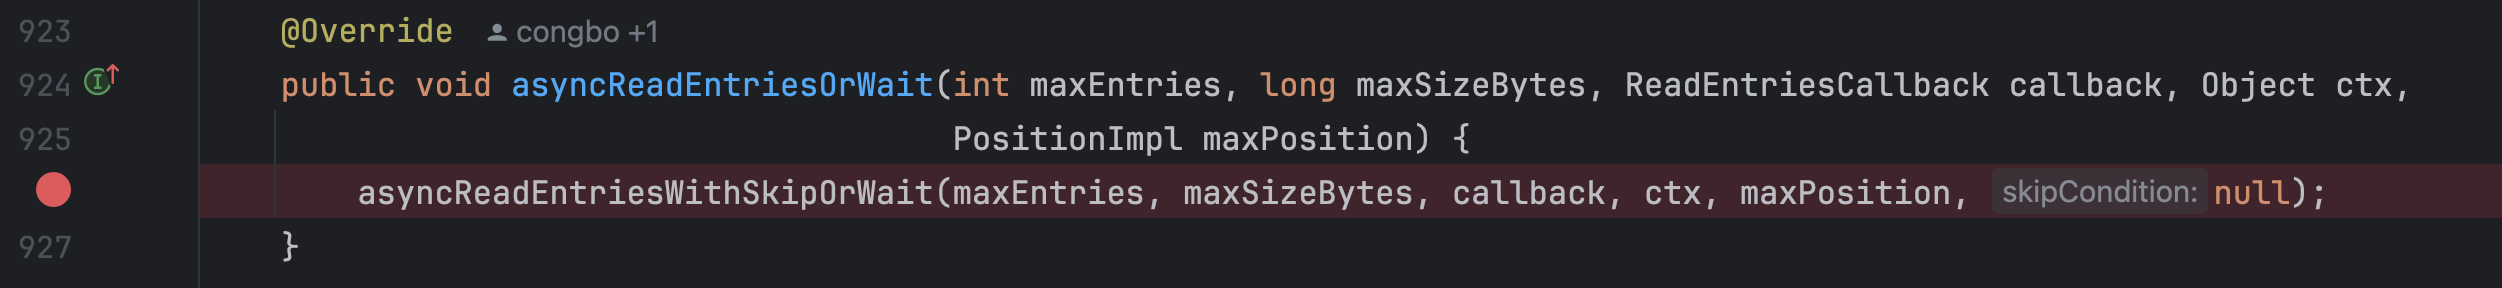 923 @Override congbo +1
924 I public void asyncReadEntriesOrWait(int maxEntries, long maxSizeBytes, ReadEntriesCallback callback, Object ctx,
925 PositionImpl maxPosition) {
asyncReadEntriesWithSkipOrWait(maxEntries, maxSizeBytes, callback, ctx, maxPosition, skipCondition: null);
927 }